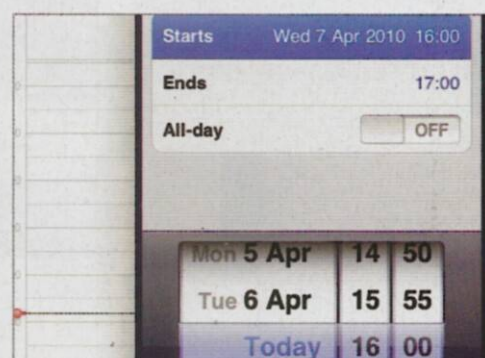 Starts Wed 7 Apr 2010 16:00
Ends 17:00
All-day OFF
Mon 5 Apr 14 50
Tue 6 Apr 15 55
Today 16 00